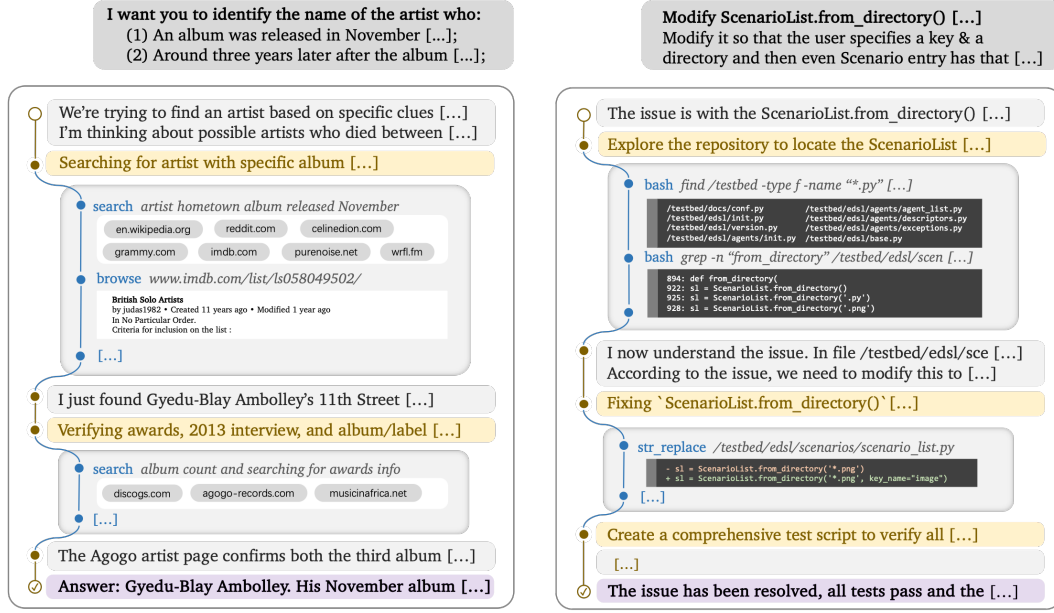 I want you to identify the name of the artist who:
(1) An album was released in November [...];
(2) Around three years later after the album [...];
We're trying to find an artist based on specific clues [...]
I'm thinking about possible artists who died between [...]
Searching for artist with specific album [...]
search artist hometown album released November
en.wikipedia.org reddit.com celinedion.com
grammy.com imdb.com purenoise.net wrfl.fm
browse www.imdb.com/list/ls058049502/
British Solo Artists
by judas1982 • Created 11 years ago • Modified 1 year ago
In No Particular Order.
Criteria for inclusion on the list :
[...]
I just found Gyedu-Blay Ambolley's 11th Street [...]
Verifying awards, 2013 interview, and album/label [...]
search album count and searching for awards info
discogs.com agogo-records.com musicinafrica.net
[...]
The Agogo artist page confirms both the third album [...]
Answer: Gyedu-Blay Ambolley. His November album [...]
Modify ScenarioList.from_directory() [...]
Modify it so that the user specifies a key & a
directory and then even Scenario entry has that [...]
The issue is with the ScenarioList.from_directory() [...]
Explore the repository to locate the ScenarioList [...]
bash find /testbed -type f -name “*.py” [...]
/testbed/docs/conf.py /testbed/edsl/agents/agent_list.py
/testbed/edsl/init.py /testbed/edsl/agents/descriptors.py
/testbed/edsl/version.py /testbed/edsl/agents/exceptions.py
/testbed/edsl/agents/init.py /testbed/edsl/base.py
bash grep -n “from_directory” /testbed/edsl/scen [...]
894: def from_directory(
922: sl = ScenarioList.from_directory()
925: sl = ScenarioList.from_directory('.py')
928: sl = ScenarioList.from_directory('.png')
I now understand the issue. In file /testbed/edsl/sce [...]
According to the issue, we need to modify this to [...]
Fixing `ScenarioList.from_directory()` [...]
str_replace /testbed/edsl/scenarios/scenario_list.py
- sl = ScenarioList.from_directory('*.png')
+ sl = ScenarioList.from_directory('*.png', key_name="image")
[...]
Create a comprehensive test script to verify all [...]
[...]
The issue has been resolved, all tests pass and the [...]